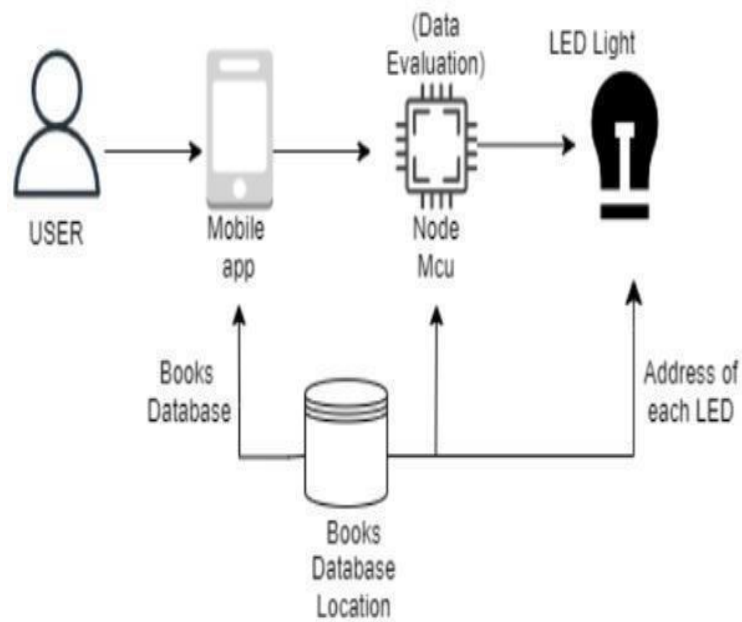 (Data
Evaluation)
LED Light
USER
Mobile
app
Node
Mcu
Books
Database
Address of
each LED
Books
Database
Location